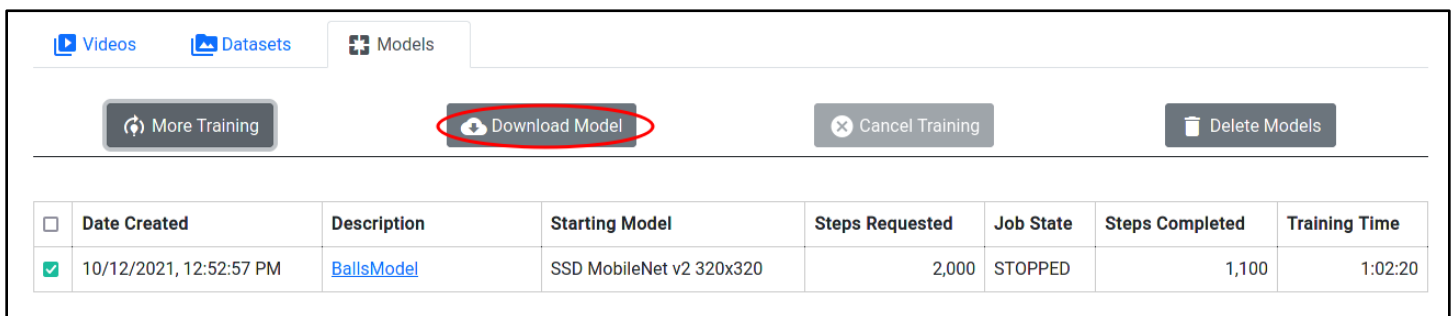 Videos Datasets Models
More Training Download Model Cancel Training Delete Models
Date Created Description Starting Model Steps Requested Job State Steps Completed Training Time
10/12/2021, 12:52:57 PM BallsModel SSD MobileNet v2 320x320 2,000 STOPPED 1,100 1:02:20